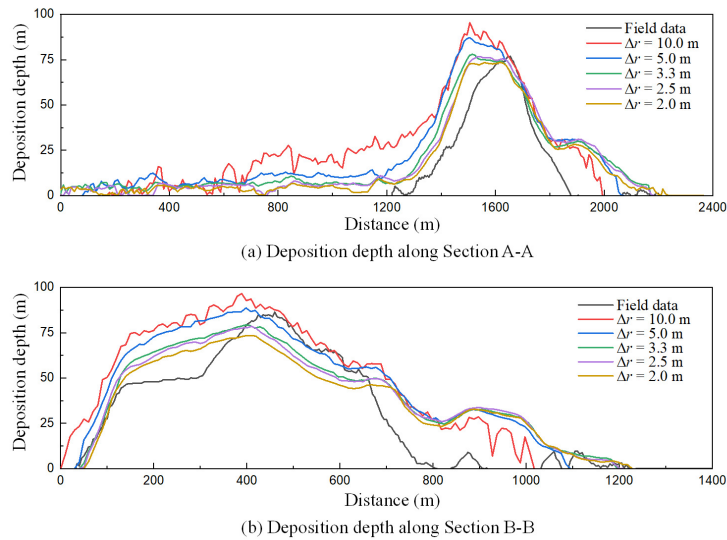 100
75
50
25
0
Deposition depth (m)
Field data
Δr = 10.0 m
Δr = 5.0 m
Δr = 3.3 m
Δr = 2.5 m
Δr = 2.0 m
0 400 800 1200 1600 2000 2400
Distance (m)
(a) Deposition depth along Section A-A
100
75
50
25
0
Deposition depth (m)
Field data
Δr = 10.0 m
Δr = 5.0 m
Δr = 3.3 m
Δr = 2.5 m
Δr = 2.0 m
0 200 400 600 800 1000 1200 1400
Distance (m)
(b) Deposition depth along Section B-B